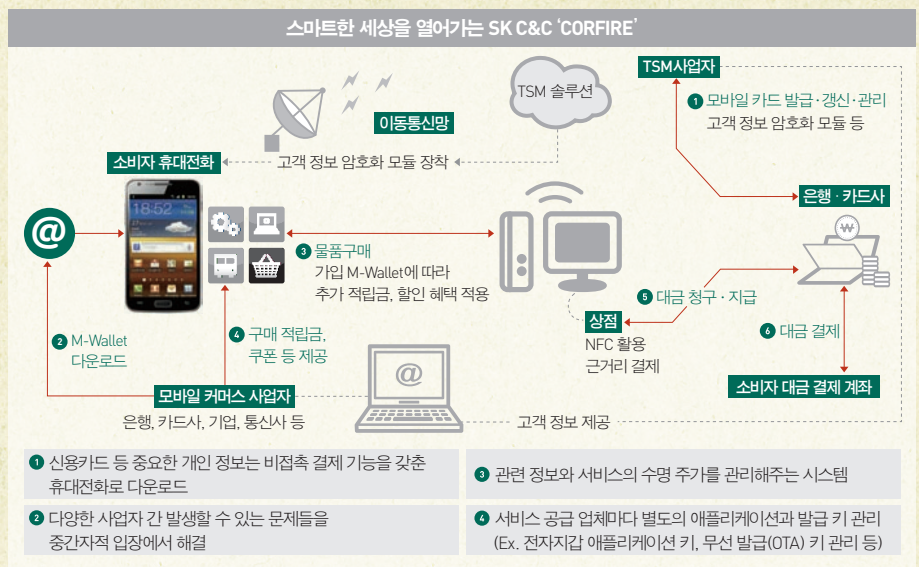 스마트한 세상을 열어가는 SK C&C ‘CORFIRE’
TSM사업자
TSM 솔루션
❶ 모바일 카드 발급·갱신·관리
고객 정보 암호화 모듈 등
이동통신망
소비자 휴대전화
고객 정보 암호화 모듈 장착
은행·카드사
18:52
@
₩
❸ 물품구매
가입 M-Wallet에 따라
추가 적립금, 할인 혜택 적용
❺ 대금 청구·지급
상점
NFC 활용
근거리 결제
❻ 대금 결제
❷ M-Wallet
다운로드
❹ 구매 적립금,
쿠폰 등 제공
@
모바일 커머스 사업자
은행, 카드사, 기업, 통신사 등
소비자 대금 결제 계좌
고객 정보 제공
❶ 신용카드 등 중요한 개인 정보는 비접촉 결제 기능을 갖춘
휴대전화로 다운로드
❷ 다양한 사업자 간 발생할 수 있는 문제들을
중간자적 입장에서 해결
❸ 관련 정보와 서비스의 수명 주가를 관리해주는 시스템
❹ 서비스 공급 업체마다 별도의 애플리케이션과 발급 키 관리
(Ex. 전자지갑 애플리케이션 키, 무선 발급(OTA) 키 관리 등)